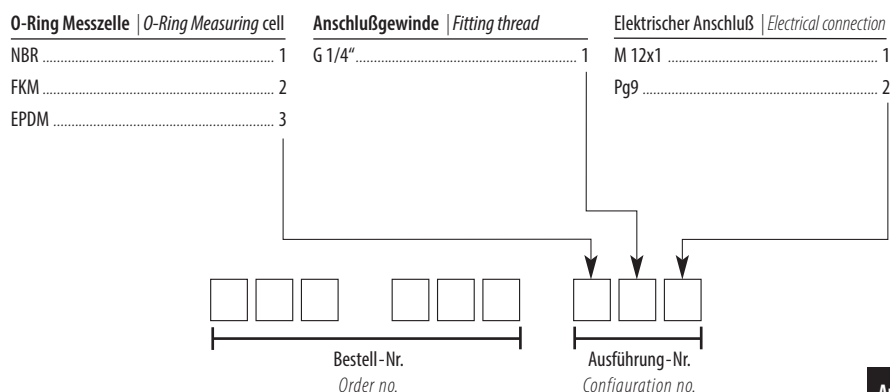 O-Ring Messzelle | O-Ring Measuring cell
NBR 1
FKM 2
EPDM 3
Anschlußgewinde | Fitting thread
G 1/4“ 1
Elektrischer Anschluß | Electrical connection
M 12x1 1
Pg9 2
Bestell-Nr.
Order no.
Ausführung-Nr.
Configuration no.